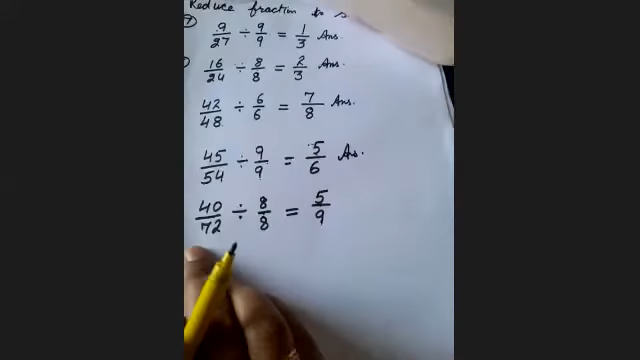 Reduce fraction to s
7 9/27 ÷ 9/9 = 1/3 Ans.
16/24 ÷ 8/8 = 2/3 Ans.
42/48 ÷ 6/6 = 7/8 Ans.
45/54 ÷ 9/9 = 5/6 Ans.
40/72 ÷ 8/8 = 5/9